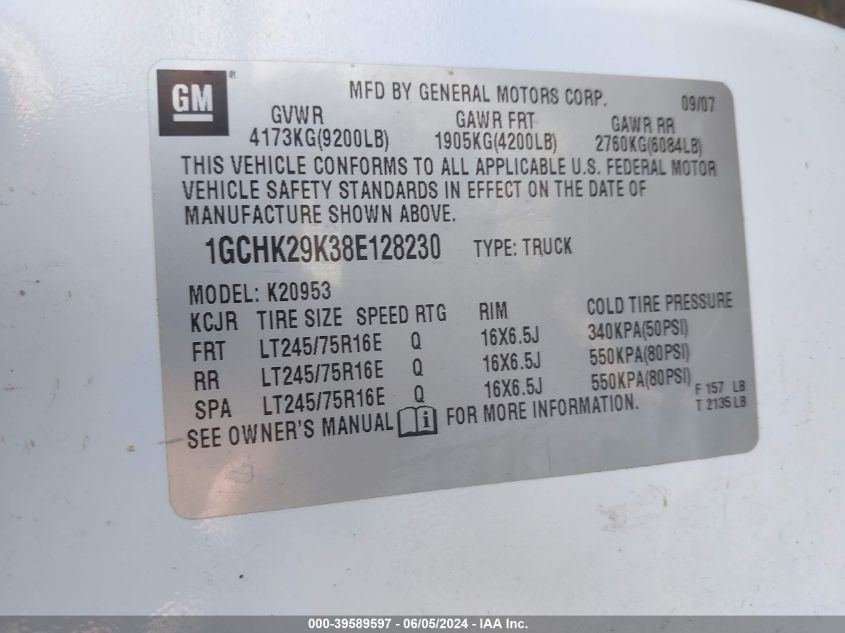 GM®
MFD BY GENERAL MOTORS CORP. 09/07
GVWR GAWR FRT GAWR RR
4173KG(9200LB) 1905KG(4200LB) 2760KG(6084LB)
THIS VEHICLE CONFORMS TO ALL APPLICABLE U.S. FEDERAL MOTOR
VEHICLE SAFETY STANDARDS IN EFFECT ON THE DATE OF
MANUFACTURE SHOWN ABOVE.
1GCHK29K38E128230 TYPE: TRUCK
MODEL: K20953
KCJR TIRE SIZE SPEED RTG RIM COLD TIRE PRESSURE
FRT LT245/75R16E Q 16X6.5J 340KPA(50PSI)
RR LT245/75R16E Q 16X6.5J 550KPA(80PSI)
SPA LT245/75R16E Q 16X6.5J 550KPA(80PSI)
SEE OWNER'S MANUAL i FOR MORE INFORMATION.
F 157 LB
T 2135 LB
000-39589597 - 06/05/2024 - IAA Inc.